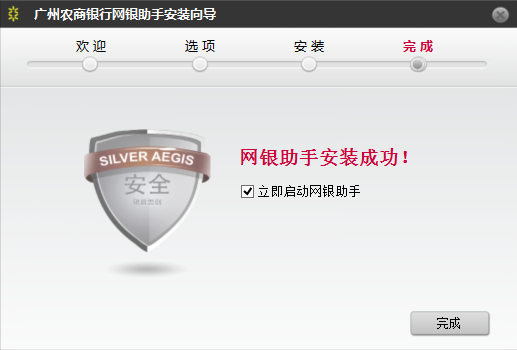 广州农商银行网银助手安装向导
欢 迎
选 项
安 装
完 成
SILVER AEGIS
安全
网银助手安装成功！
立即启动网银助手
完成